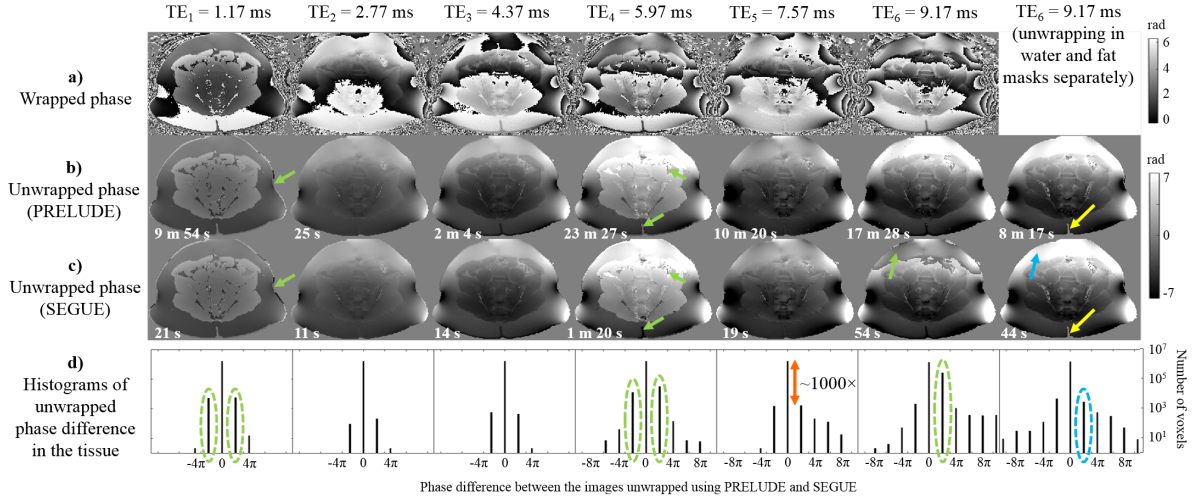 TE1 = 1.17 ms TE2 = 2.77 ms TE3 = 4.37 ms TE4 = 5.97 ms TE5 = 7.57 ms TE6 = 9.17 ms TE6 = 9.17 ms
(unwrapping in
water and fat
masks separately)
rad
6
4
2
0
a)
Wrapped phase
b)
Unwrapped phase
(PRELUDE)
9 m 54 s 25 s 2 m 4 s 23 m 27 s 10 m 20 s 17 m 28 s 8 m 17 s
rad
7
0
-7
c)
Unwrapped phase
(SEGUE)
21 s 11 s 14 s 1 m 20 s 19 s 54 s 44 s
d)
Histograms of
unwrapped
phase difference
in the tissue
~1000×
10^7
10^5
10^3
10^1
Number of voxels
-4π 0 4π -4π 0 4π -4π 0 4π -8π -4π 0 4π 8π -4π 0 4π 8π -8π -4π 0 4π 8π -8π -4π 0 4π 8π
Phase difference between the images unwrapped using PRELUDE and SEGUE